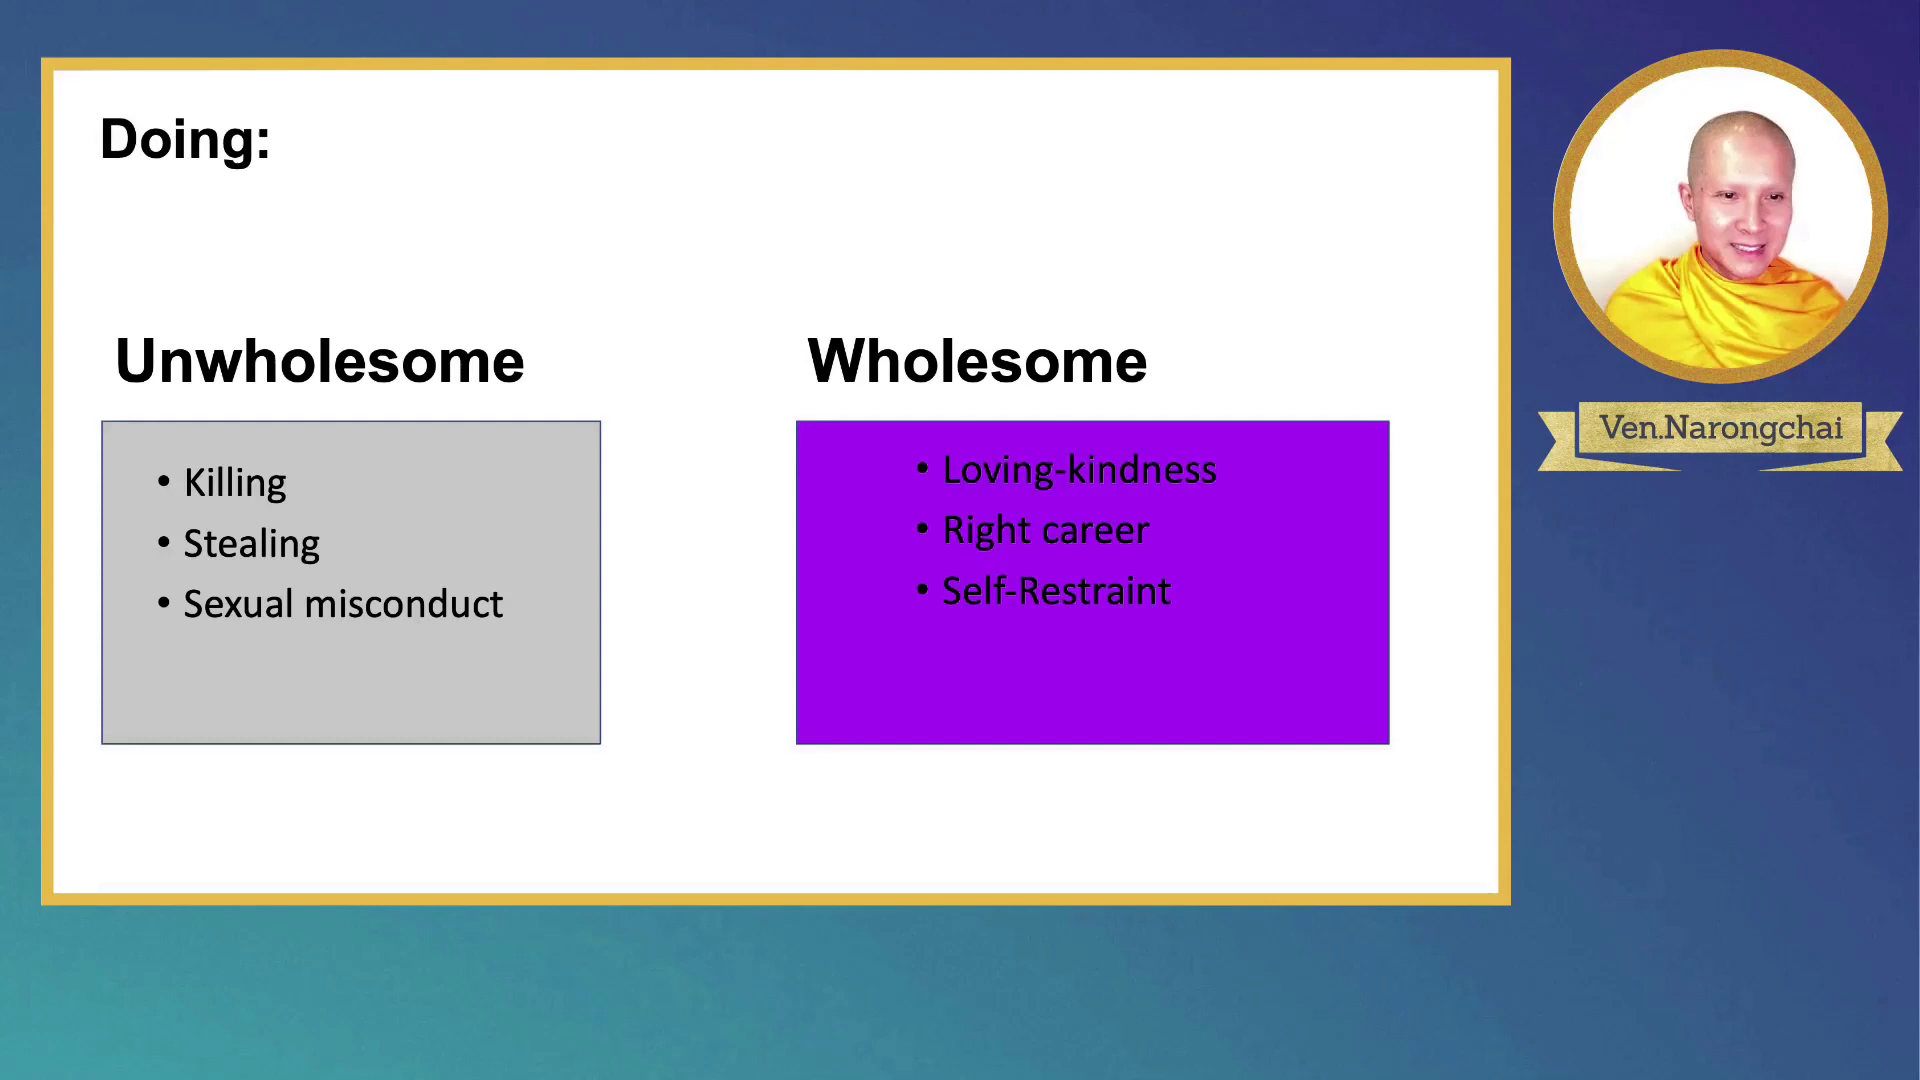 Doing:
Unwholesome
• Killing
• Stealing
• Sexual misconduct
Wholesome
• Loving-kindness
• Right career
• Self-Restraint
Ven.Narongchai